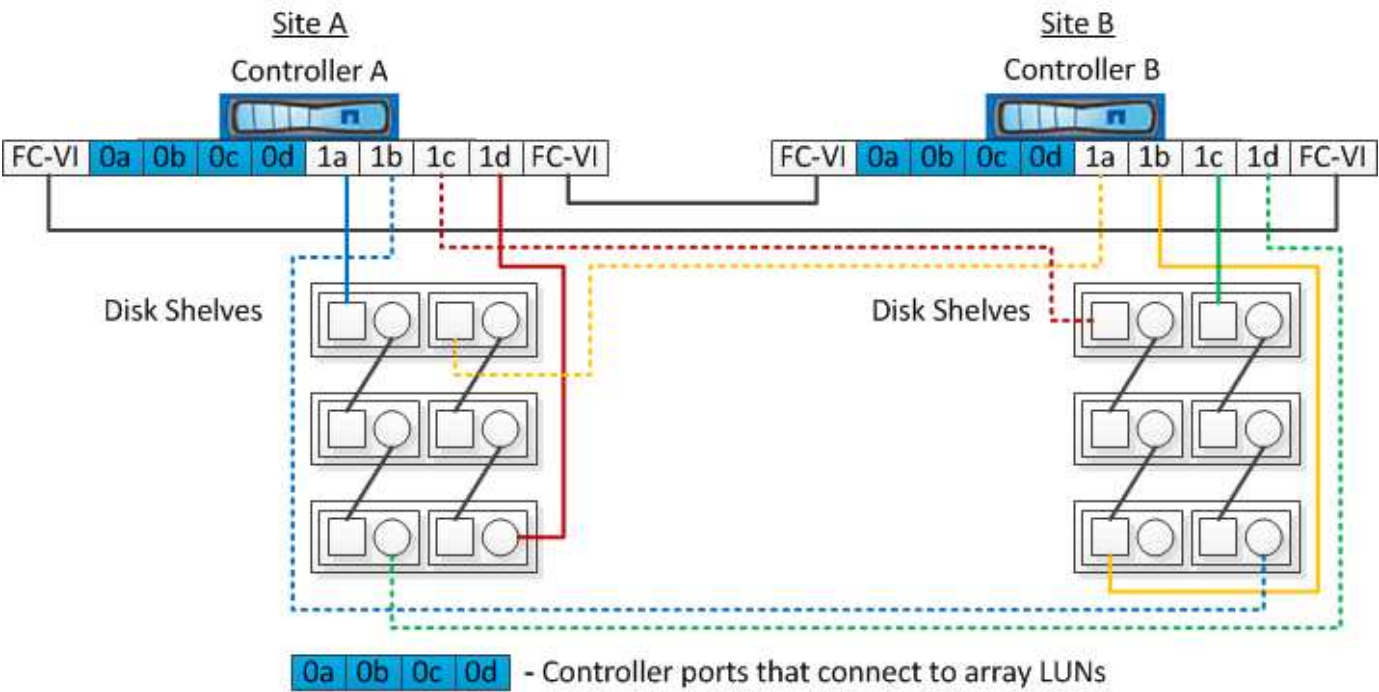 Site A
Site B
Controller A
Controller B
FC-VI 0a 0b 0c 0d 1a 1b 1c 1d FC-VI
FC-VI 0a 0b 0c 0d 1a 1b 1c 1d FC-VI
Disk Shelves
Disk Shelves
0a 0b 0c 0d - Controller ports that connect to array LUNs